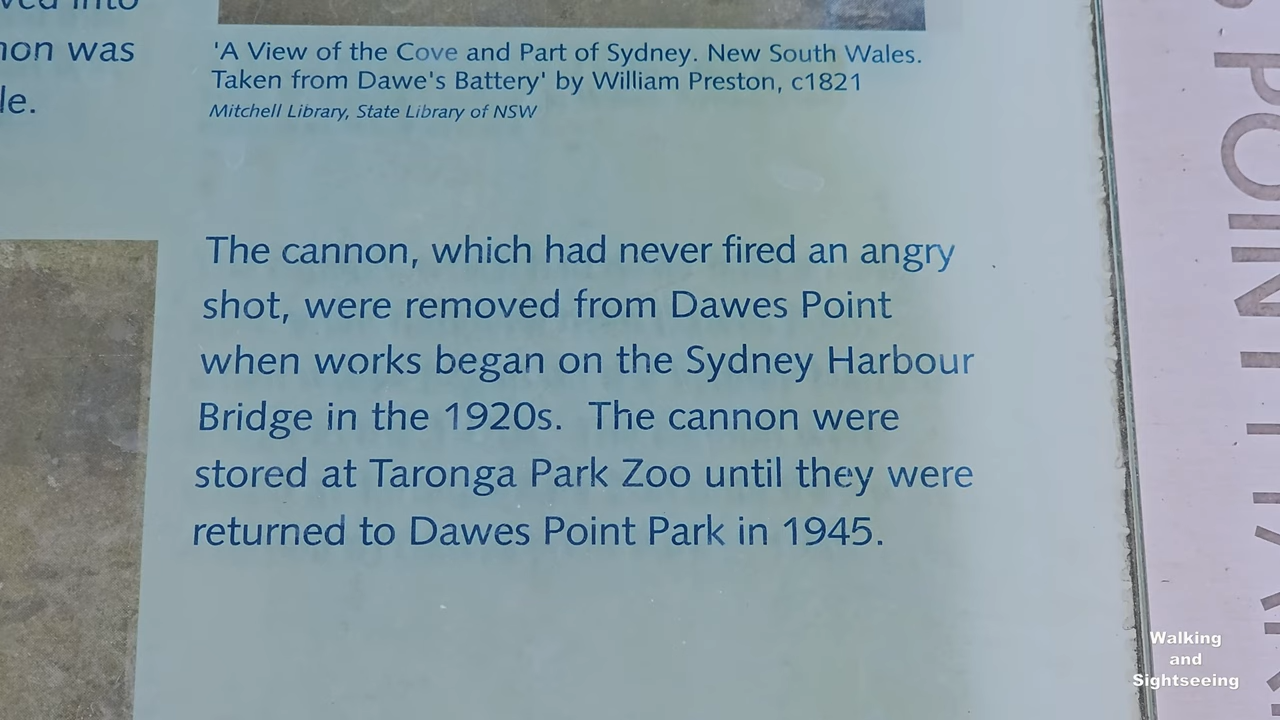 into
was
'A View of the Cove and Part of Sydney. New South Wales.
Taken from Dawe's Battery' by William Preston, c1821
Mitchell Library, State Library of NSW
The cannon, which had never fired an angry
shot, were removed from Dawes Point
when works began on the Sydney Harbour
Bridge in the 1920s. The cannon were
stored at Taronga Park Zoo until they were
returned to Dawes Point Park in 1945.
POINT PARK
Walking
and
Sightseeing